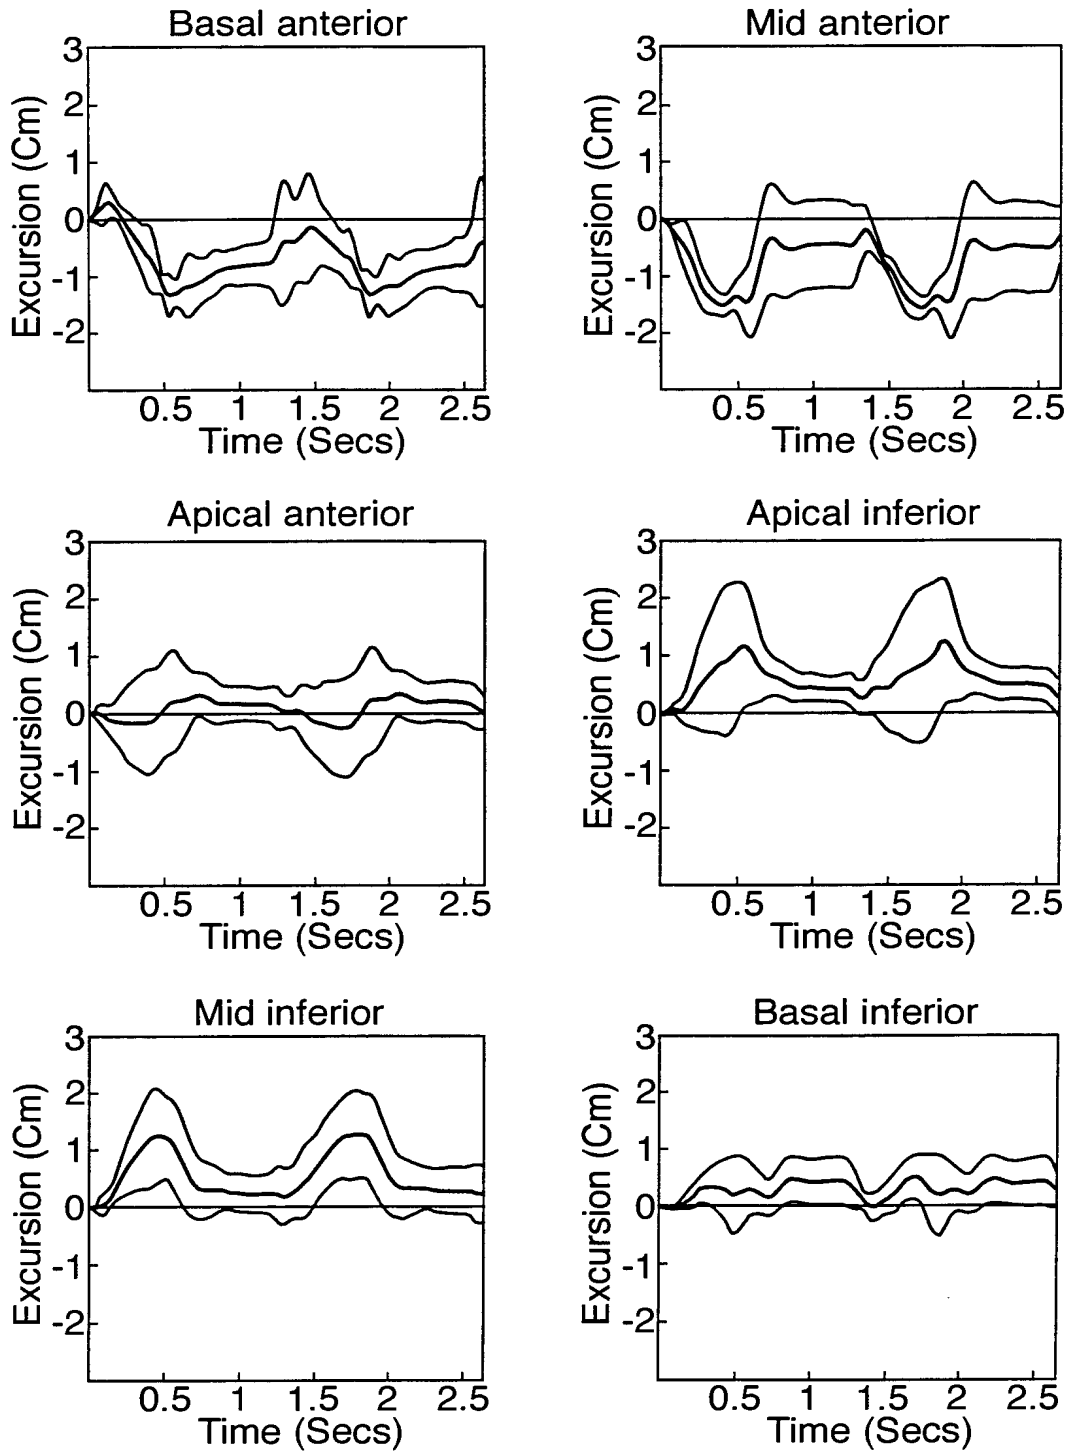 Basal anterior
Excursion (Cm)
3
2
1
0
-1
-2
0.5 1 1.5 2 2.5
Time (Secs)
Mid anterior
Excursion (Cm)
3
2
1
0
-1
-2
0.5 1 1.5 2 2.5
Time (Secs)
Apical anterior
Excursion (Cm)
3
2
1
0
-1
-2
0.5 1 1.5 2 2.5
Time (Secs)
Apical inferior
Excursion (Cm)
3
2
1
0
-1
-2
0.5 1 1.5 2 2.5
Time (Secs)
Mid inferior
Excursion (Cm)
3
2
1
0
-1
-2
0.5 1 1.5 2 2.5
Time (Secs)
Basal inferior
Excursion (Cm)
3
2
1
0
-1
-2
0.5 1 1.5 2 2.5
Time (Secs)